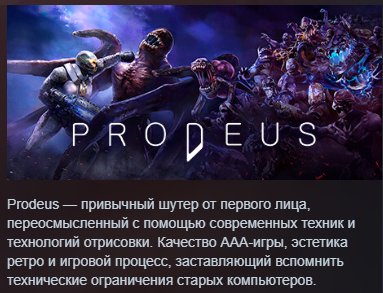 PRODEUS
Prodeus — привычный шутер от первого лица,
переосмысленный с помощью современных техник и
технологий отрисовки. Качество ААА-игры, эстетика
ретро и игровой процесс, заставляющий вспомнить
технические ограничения старых компьютеров.